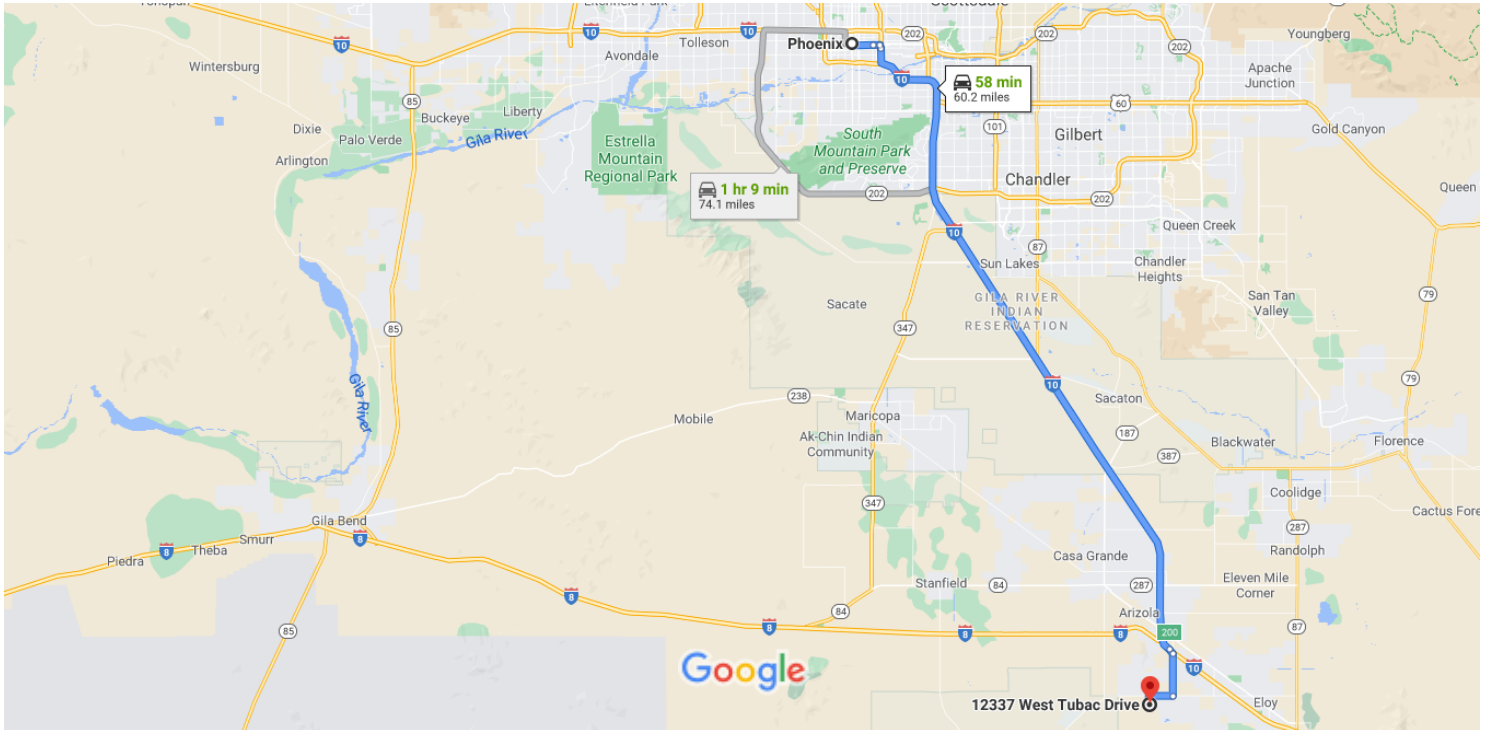 Scottsdale
10
10
10
202
202
202
Phoenix
Tolleson
Avondale
Youngberg
Wintersburg
Apache
Junction
10
58 min
60.2 miles
85
Buckeye
Liberty
60
Dixie
Palo Verde
Gila River
101
Gilbert
Gold Canyon
Estrella
Mountain
Regional Park
South
Mountain Park
and Preserve
Arlington
Chandler
1 hr 9 min
74.1 miles
202
202
Queen
Queen Creek
10
87
Sun Lakes
Chandler
Heights
Sacate
GILA RIVER
INDIAN
RESERVATION
San Tan
Valley
79
85
347
Gila River
10
79
238
Sacaton
Mobile
Maricopa
Ak-Chin Indian
Community
187
387
Blackwater
Florence
347
Coolidge
Cactus Fore
Gila Bend
8
8
Smurr
Theba
Piedra
287
Randolph
Casa Grande
Stanfield
84
287
Eleven Mile
Corner
8
84
Arizola
85
8
8
8
200
87
Google
10
12337 West Tubac Drive
Eloy